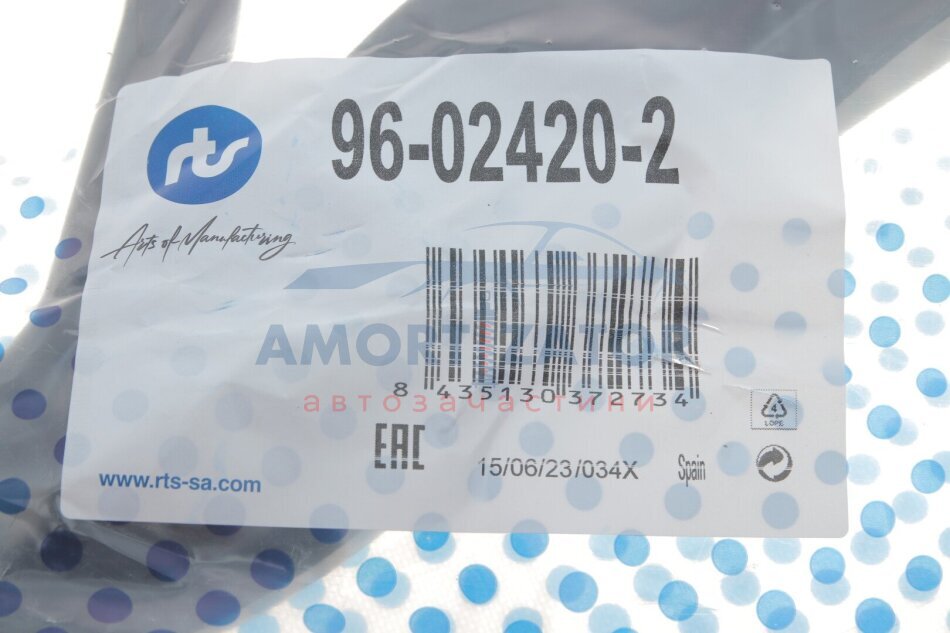 rts
96-02420-2
Arts of Manufacturing
AMORTIZATOR
8 435130 372734
автозапчастини
EAC
15/06/23/034X
Spain
4
LDPE
www.rts-sa.com